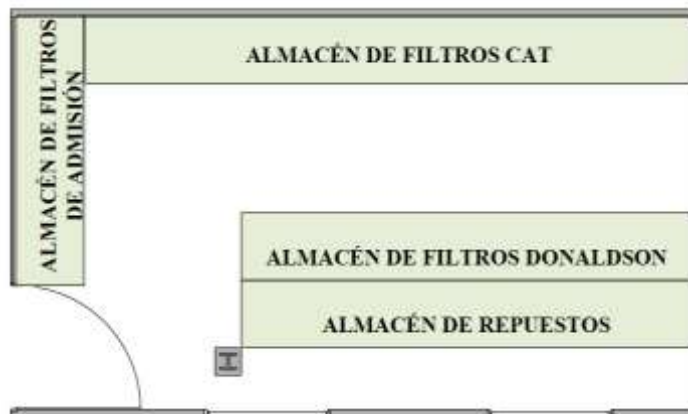 ALMACÉN DE FILTROS CAT
ALMACÉN DE FILTROS
DE ADMISIÓN
ALMACÉN DE FILTROS DONALDSON
ALMACÉN DE REPUESTOS